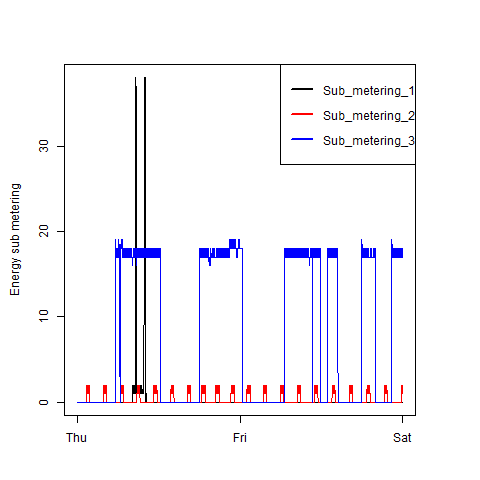 Sub_metering_1
Sub_metering_2
Sub_metering_3
Energy sub metering
30
20
10
0
Thu Fri Sat